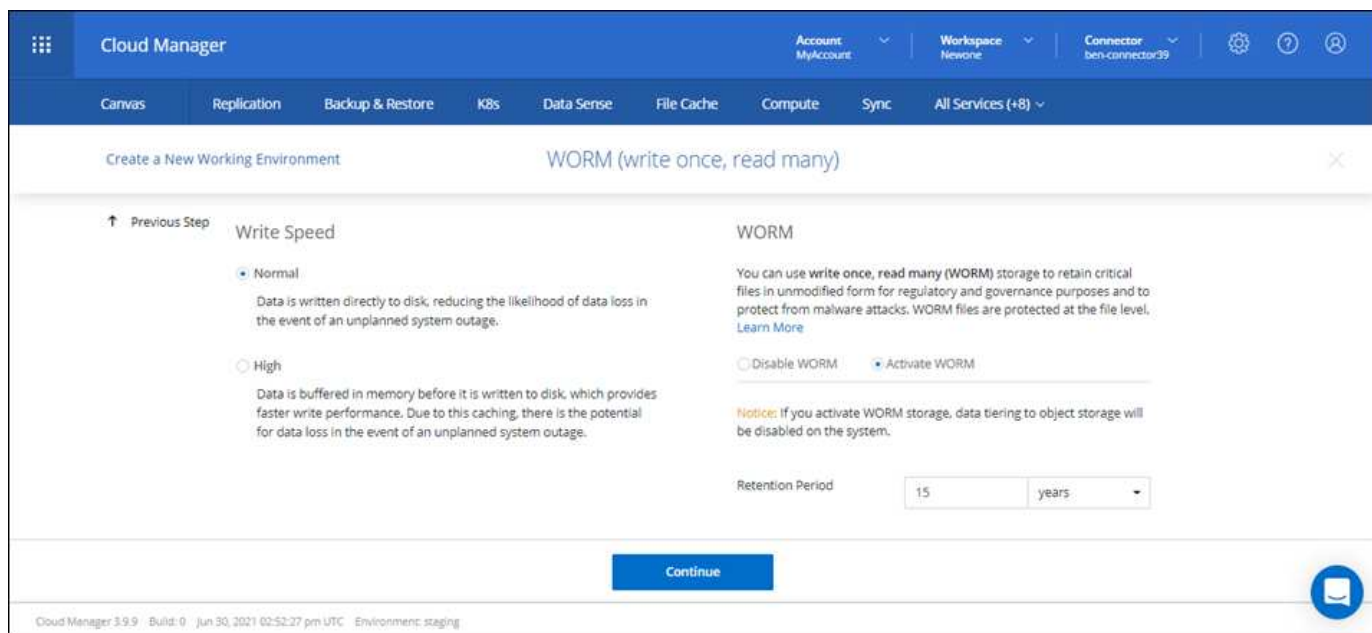 Cloud Manager
Account
MyAccount
Workspace
Newone
Connector
ben-connector39
Canvas Replication Backup & Restore K8s Data Sense File Cache Compute Sync All Services (+8)
Create a New Working Environment
WORM (write once, read many)
↑ Previous Step
Write Speed
Normal
Data is written directly to disk, reducing the likelihood of data loss in
the event of an unplanned system outage.
High
Data is buffered in memory before it is written to disk, which provides
faster write performance. Due to this caching, there is the potential
for data loss in the event of an unplanned system outage.
WORM
You can use write once, read many (WORM) storage to retain critical
files in unmodified form for regulatory and governance purposes and to
protect from malware attacks. WORM files are protected at the file level.
Learn More
Disable WORM Activate WORM
Notice: If you activate WORM storage, data tiering to object storage will
be disabled on the system.
Retention Period 15 years
Continue
Cloud Manager 3.9.9 Build: 0 Jun 30, 2021 02:52:27 pm UTC Environment: staging